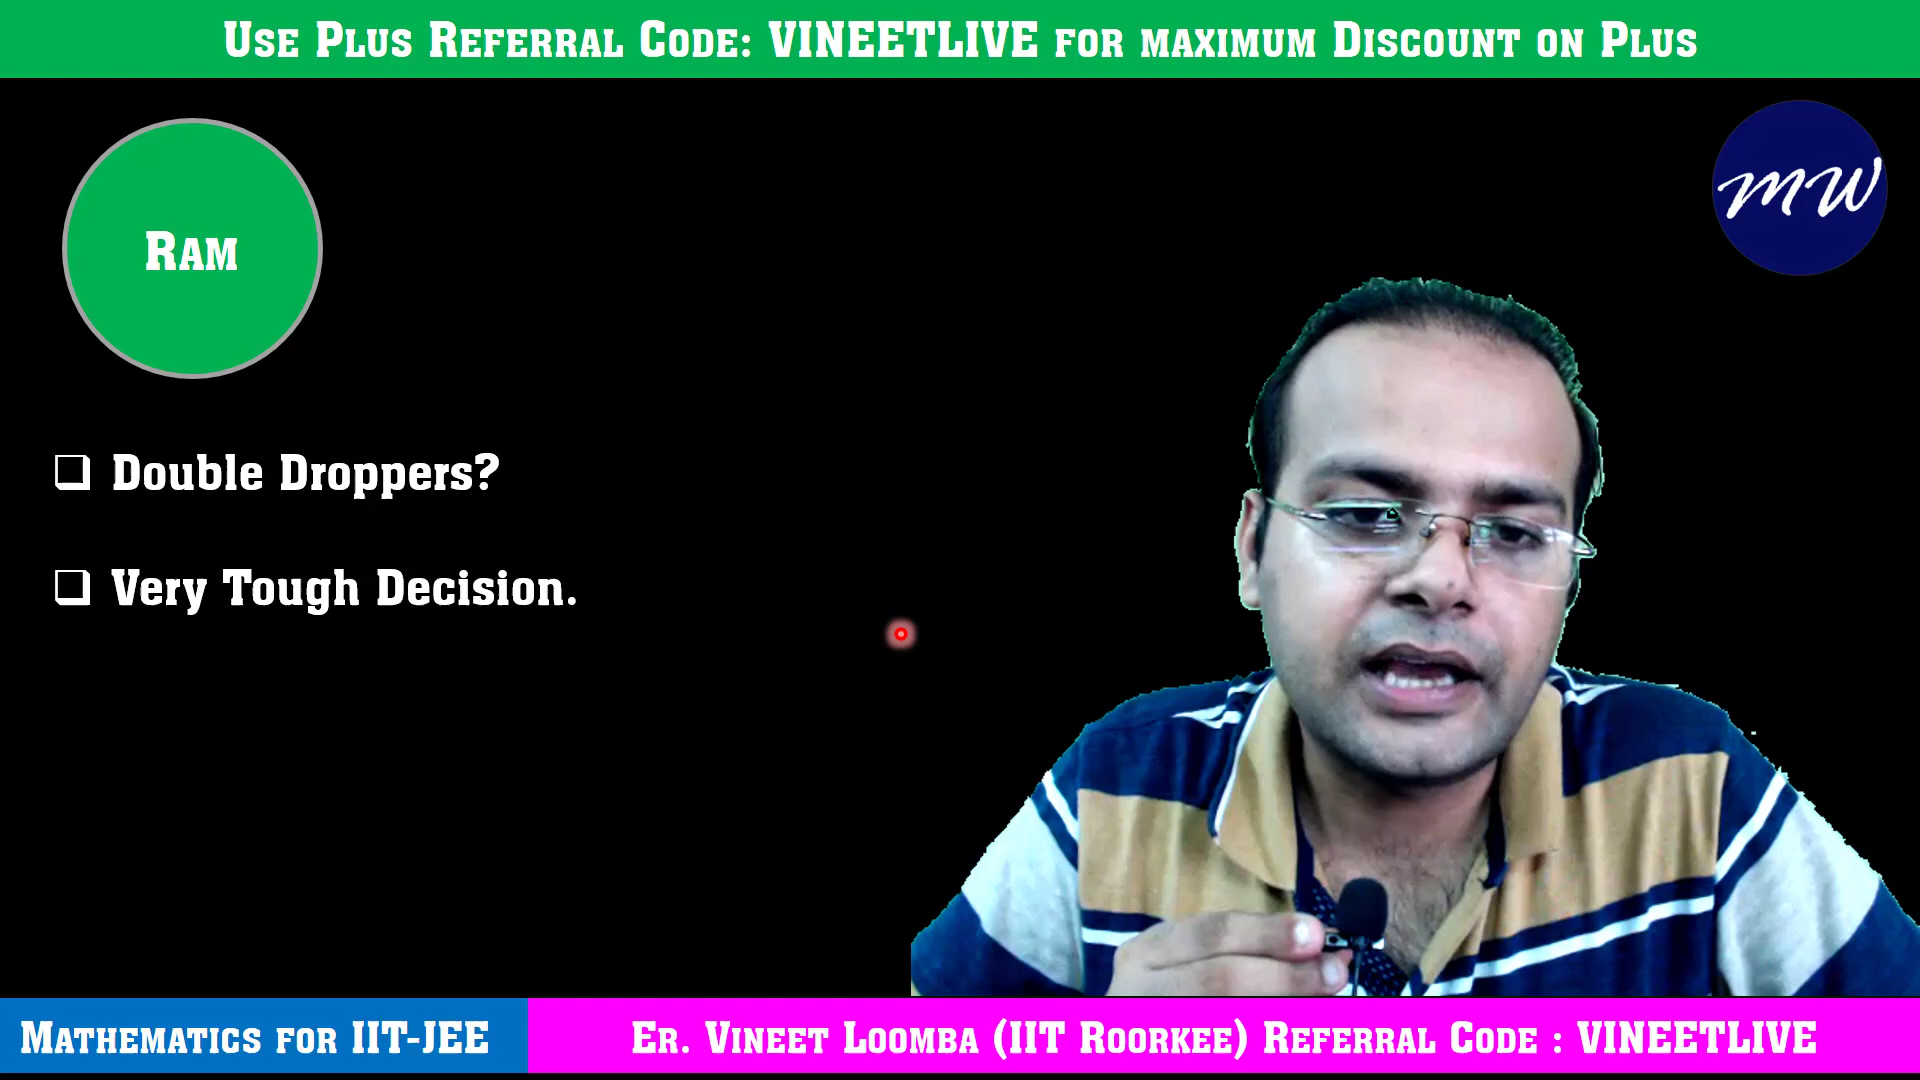 Use Plus Referral Code: VINEETLIVE for maximum Discount on Plus
MW
Ram
Double Droppers?
Very Tough Decision.
Mathematics for IIT-JEE
Er. Vineet Loomba (IIT Roorkee) Referral Code : VINEETLIVE